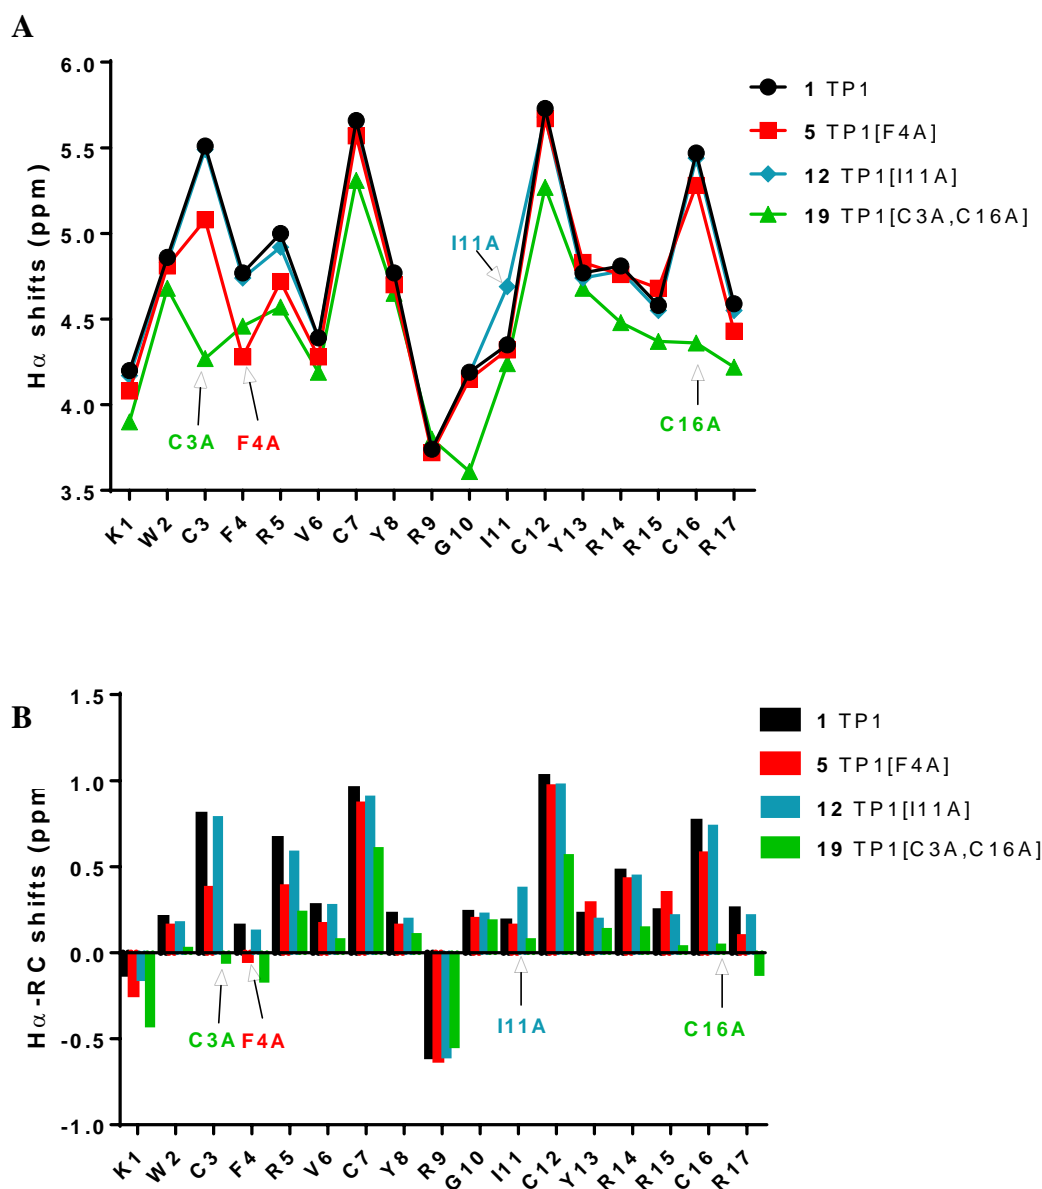 A
Hα shifts (ppm)
6.0
5.5
5.0
4.5
4.0
3.5
1 TP1
5 TP1[F4A]
12 TP1[I11A]
19 TP1[C3A,C16A]
I11A
C3A
F4A
C16A
K1 W2 C3 F4 R5 V6 C7 Y8 R9 G10 I11 C12 Y13 R14 R15 C16 R17
B
Hα-RC shifts (ppm
1.5
1.0
0.5
0.0
-0.5
-1.0
1 TP1
5 TP1[F4A]
12 TP1[I11A]
19 TP1[C3A,C16A]
C3A
F4A
I11A
C16A
K1 W2 C3 F4 R5 V6 C7 Y8 R9 G10 I11 C12 Y13 R14 R15 C16 R17